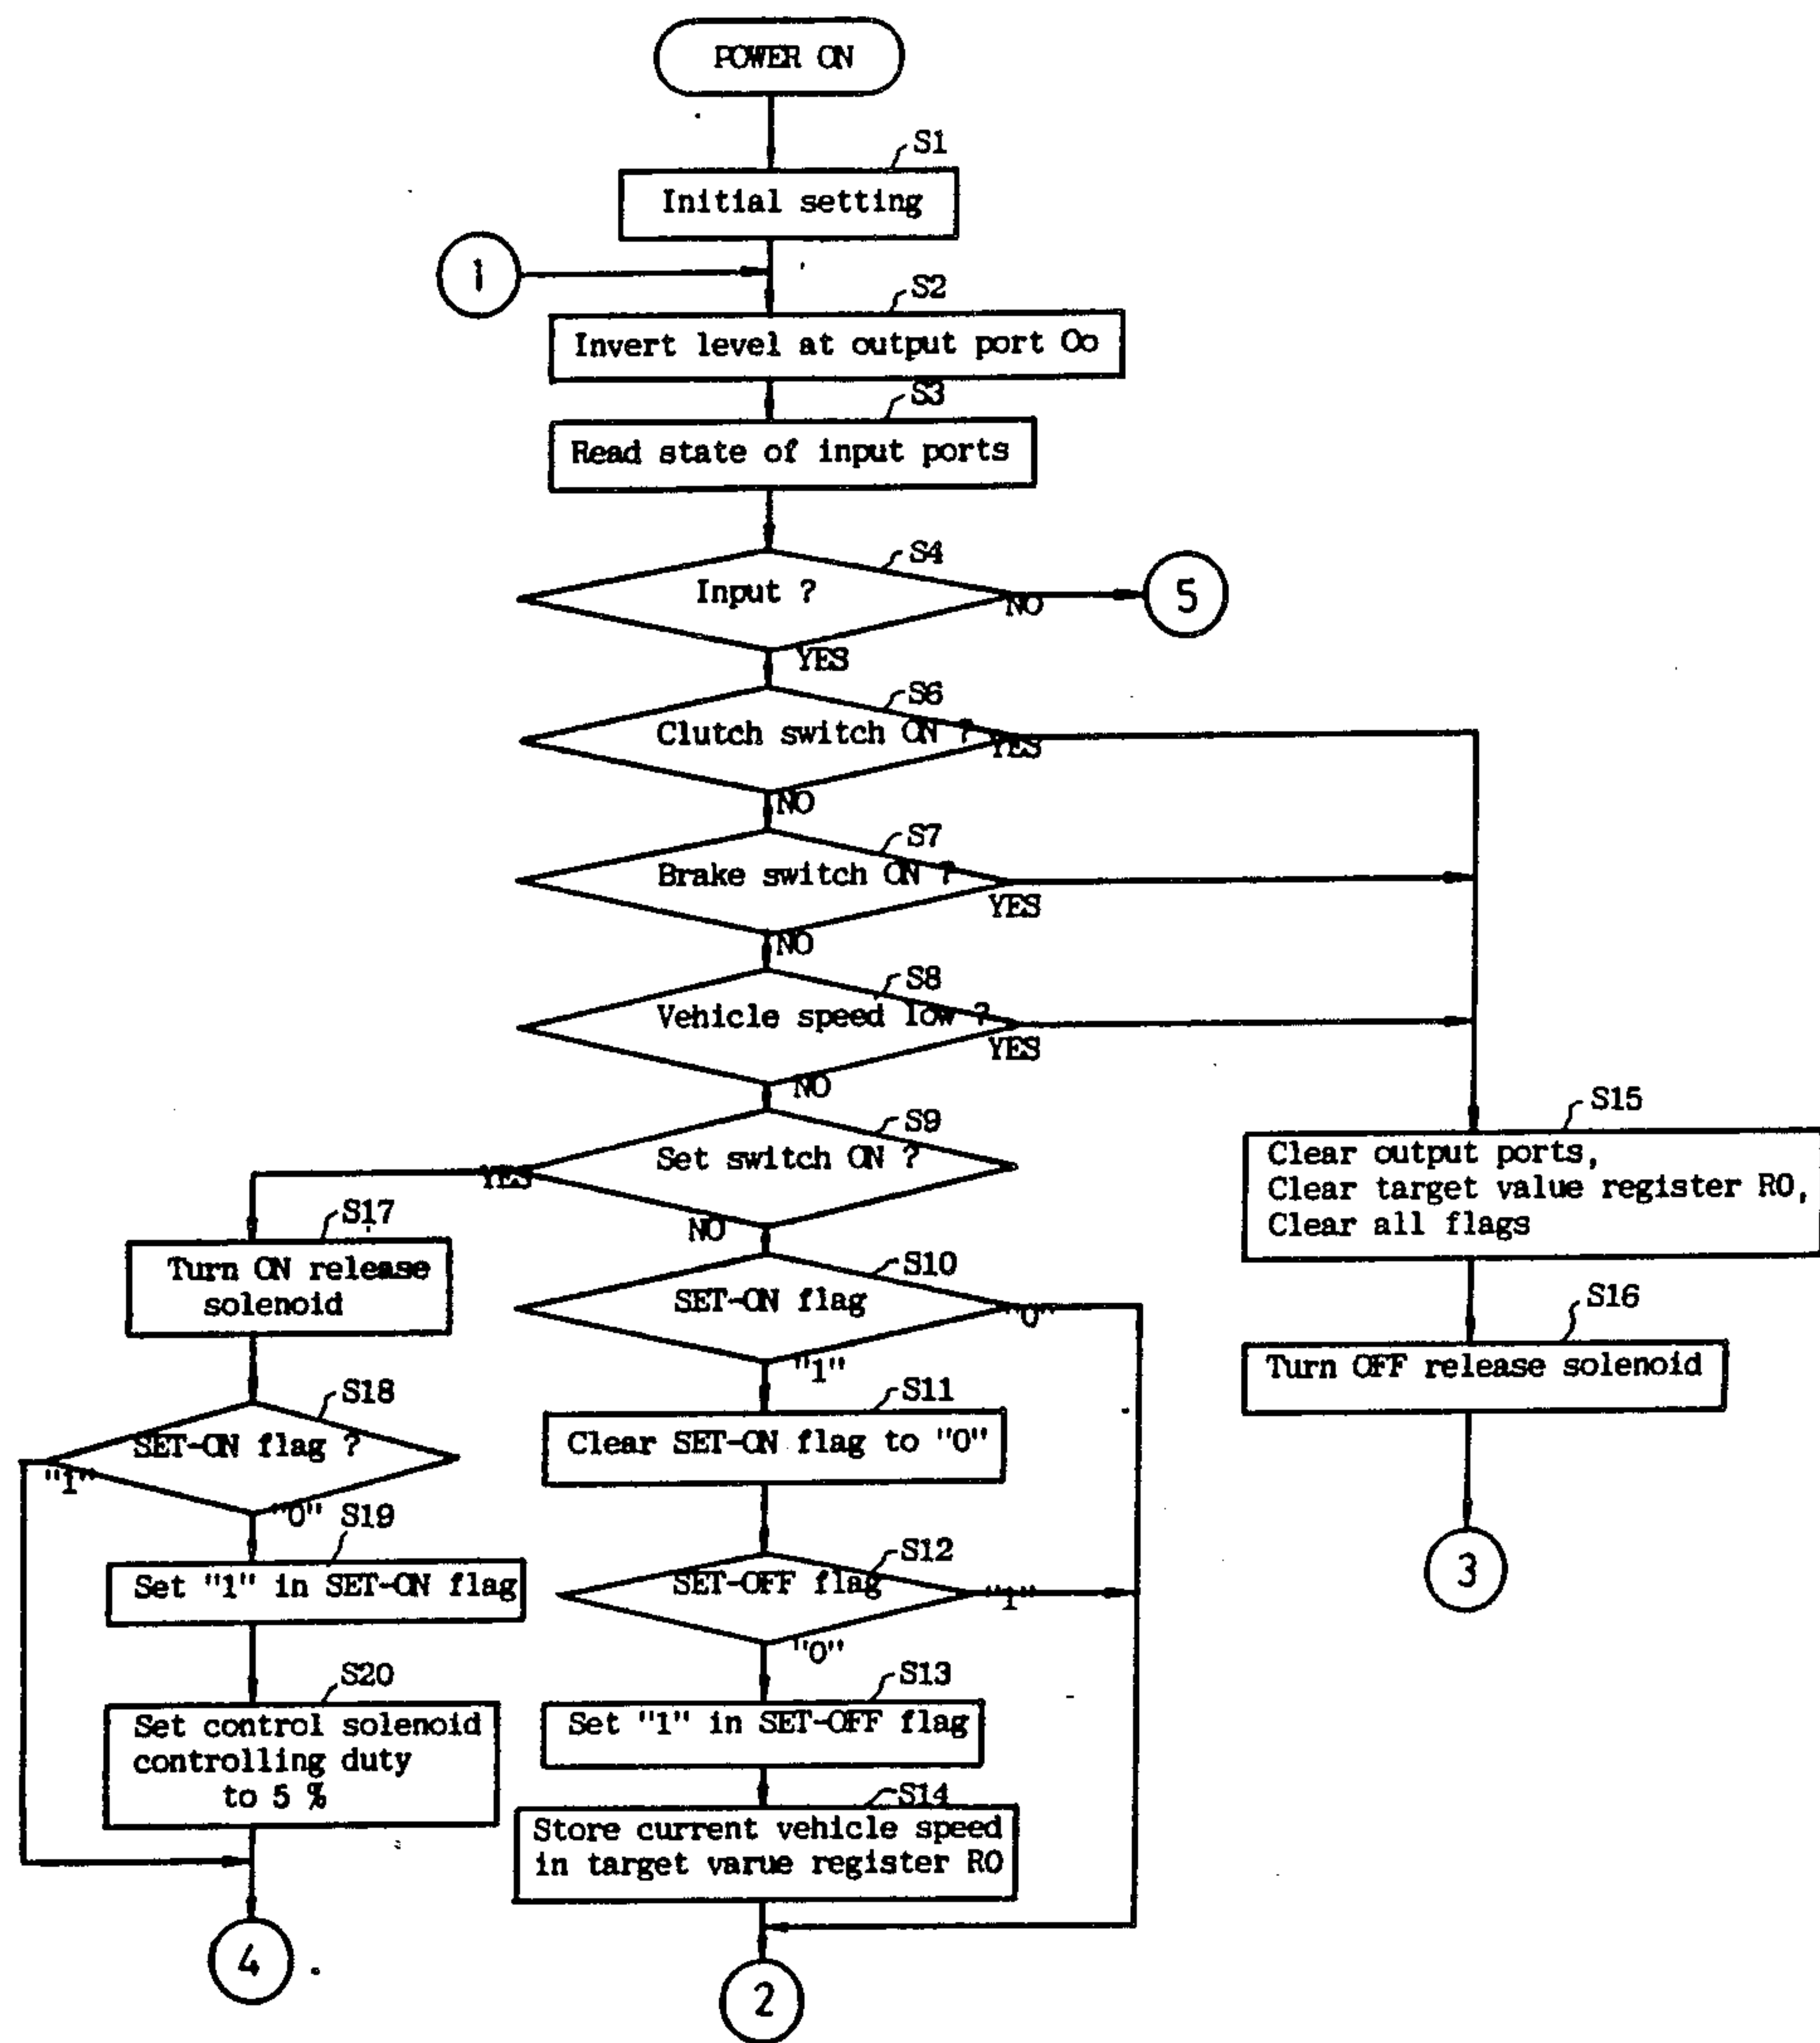 POWER ON
S1
Initial setting
1
S2
Invert level at output port Oo
S3
Read state of input ports
S4
Input ?
NO
5
YES
S6
Clutch switch ON ?
YES
NO
S7
Brake switch ON ?
YES
NO
S8
Vehicle speed low ?
YES
NO
S9
Set switch ON ?
YES
NO
S15
Clear output ports,
Clear target value register RO,
Clear all flags
S16
Turn OFF release solenoid
3
S17
Turn ON release
solenoid
S18
SET-ON flag ?
"1"
"0"
S19
Set "1" in SET-ON flag
S20
Set control solenoid
controlling duty
to 5 %
4
S10
SET-ON flag
"0"
"1"
S11
Clear SET-ON flag to "0"
S12
SET-OFF flag
"1"
"0"
S13
Set "1" in SET-OFF flag
S14
Store current vehicle speed
in target varue register RO
2